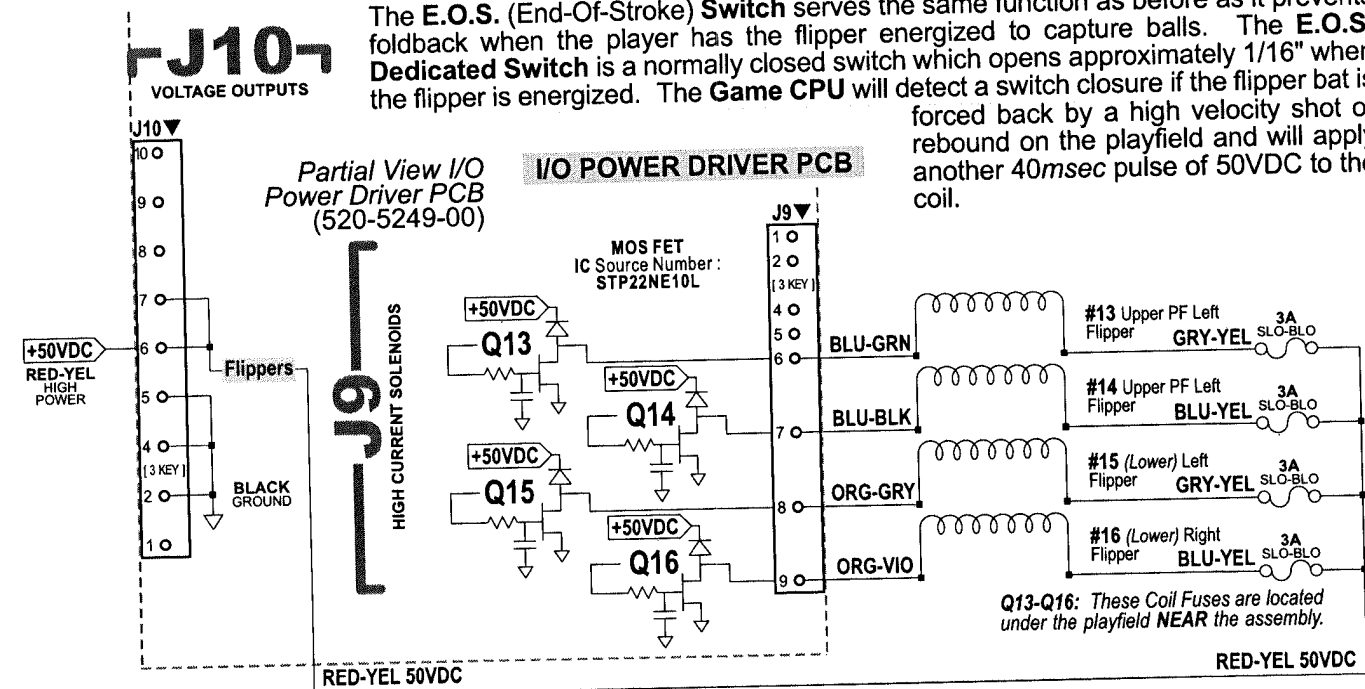 The E.O.S. (End-Of-Stroke) Switch serves the same function as before as it prevents
foldback when the player has the flipper energized to capture balls. The E.O.S.
Dedicated Switch is a normally closed switch which opens approximately 1/16" when
the flipper is energized. The Game CPU will detect a switch closure if the flipper bat is
forced back by a high velocity shot o
rebound on the playfield and will apply
another 40msec pulse of 50VDC to the
coil.
J10
VOLTAGE OUTPUTS
J10▼
10
9
8
7
6
5
4
[3 KEY]
2
1
+50VDC
RED-YEL
HIGH
POWER
Flippers
BLACK
GROUND
Partial View I/O
Power Driver PCB
(520-5249-00)
I/O POWER DRIVER PCB
J9
HIGH CURRENT SOLENOIDS
MOS FET
IC Source Number :
STP22NE10L
+50VDC
Q13
+50VDC
Q14
+50VDC
Q15
+50VDC
Q16
J9▼
1
2
[3 KEY]
4
5
6
7
8
9
BLU-GRN
BLU-BLK
ORG-GRY
ORG-VIO
#13 Upper PF Left
Flipper GRY-YEL
3A
SLO-BLO
#14 Upper PF Left
Flipper BLU-YEL
3A
SLO-BLO
#15 (Lower) Left
Flipper GRY-YEL
3A
SLO-BLO
#16 (Lower) Right
Flipper BLU-YEL
3A
SLO-BLO
Q13-Q16: These Coil Fuses are located
under the playfield NEAR the assembly.
RED-YEL 50VDC
RED-YEL 50VDC